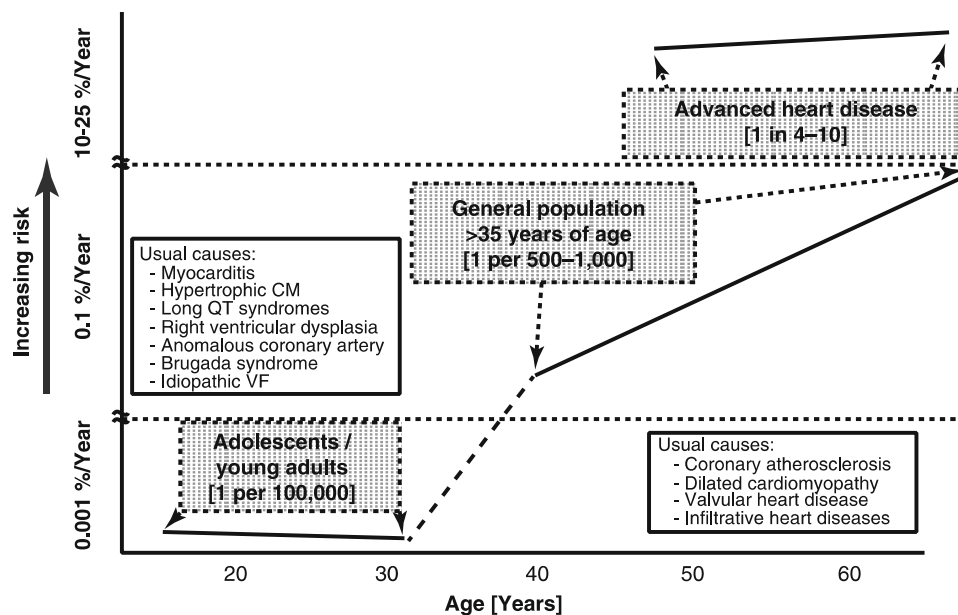 10-25 %/Year
Advanced heart disease
[1 in 4–10]
Increasing risk
0.1 %/Year
General population
>35 years of age
[1 per 500–1,000]
Usual causes:
- Myocarditis
- Hypertrophic CM
- Long QT syndromes
- Right ventricular dysplasia
- Anomalous coronary artery
- Brugada syndrome
- Idiopathic VF
0.001 %/Year
Adolescents /
young adults
[1 per 100,000]
Usual causes:
- Coronary atherosclerosis
- Dilated cardiomyopathy
- Valvular heart disease
- Infiltrative heart diseases
20 30 40 50 60
Age [Years]